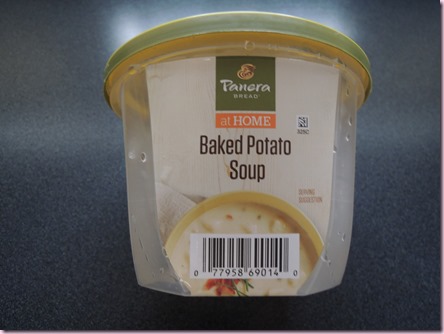 Panera
BREAD®
at HOME
Baked Potato
Soup
SERVING
SUGGESTION
0 77958 69014 0